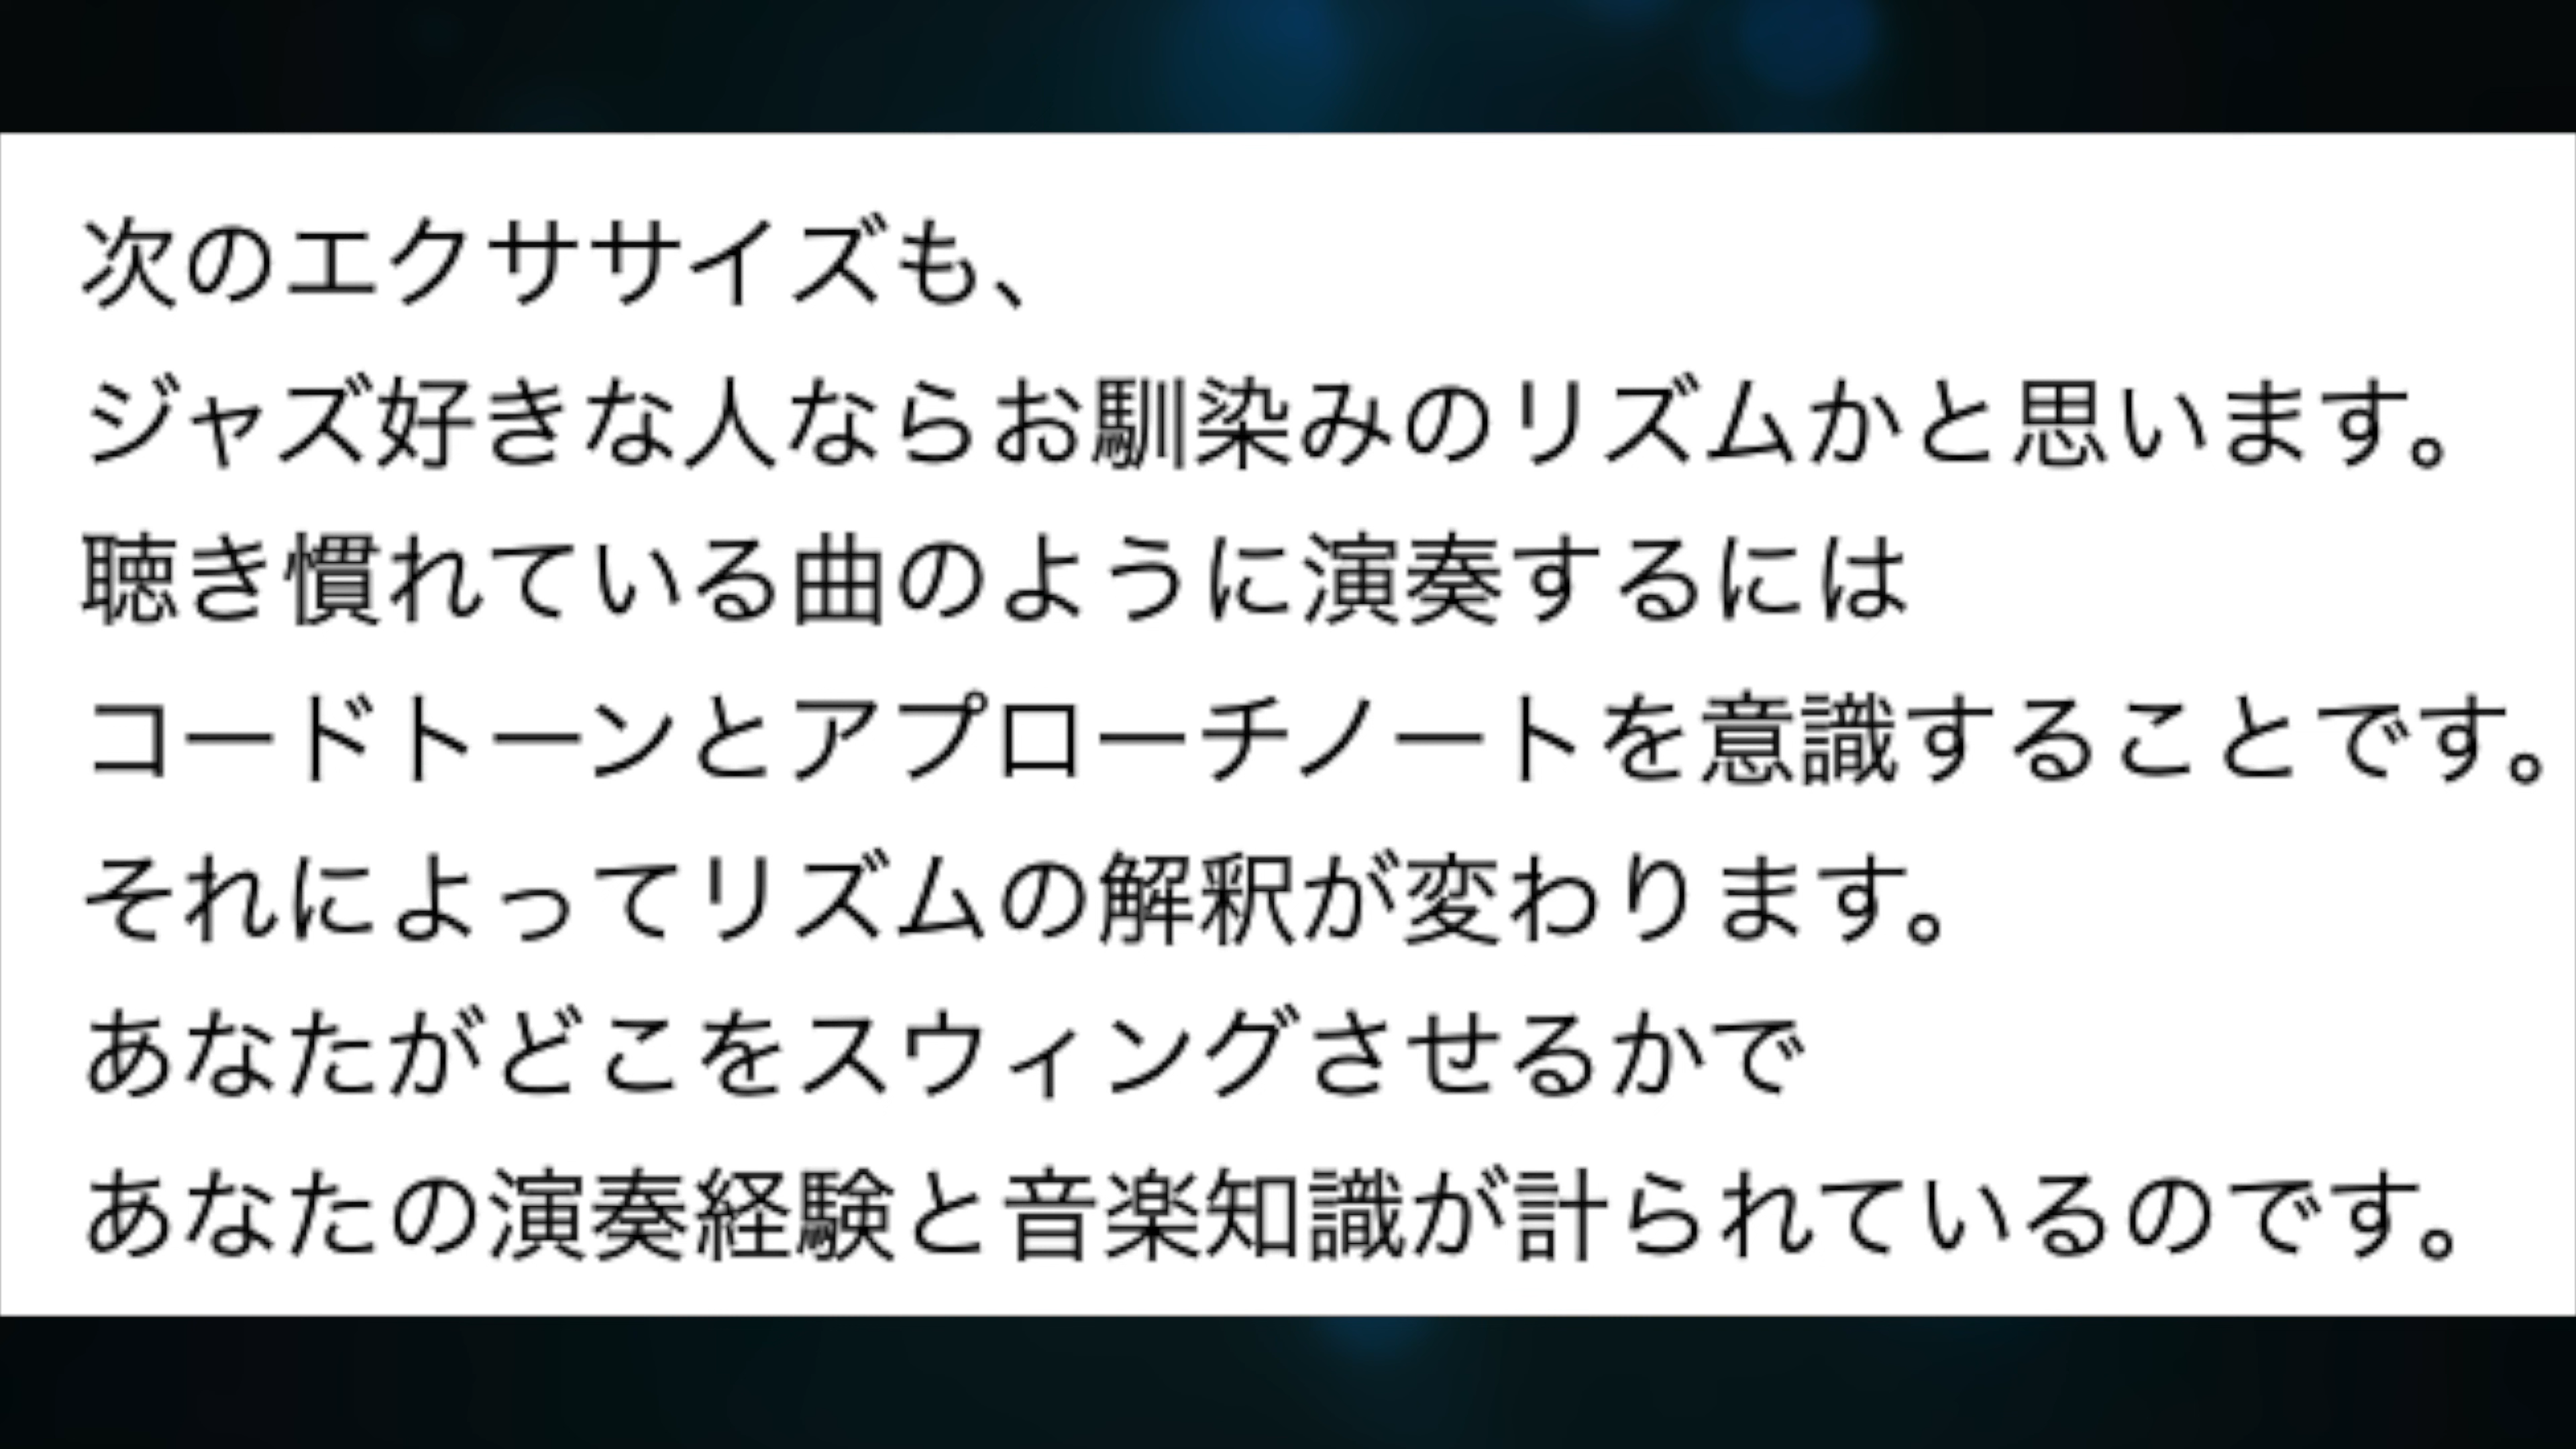 次のエクササイズも、
ジャズ好きな人ならお馴染みのリズムかと思います。
聴き慣れている曲のように演奏するには
コードトーンとアプローチノートを意識することです。
それによってリズムの解釈が変わります。
あなたがどこをスウィングさせるかで
あなたの演奏経験と音楽知識が計られているのです。